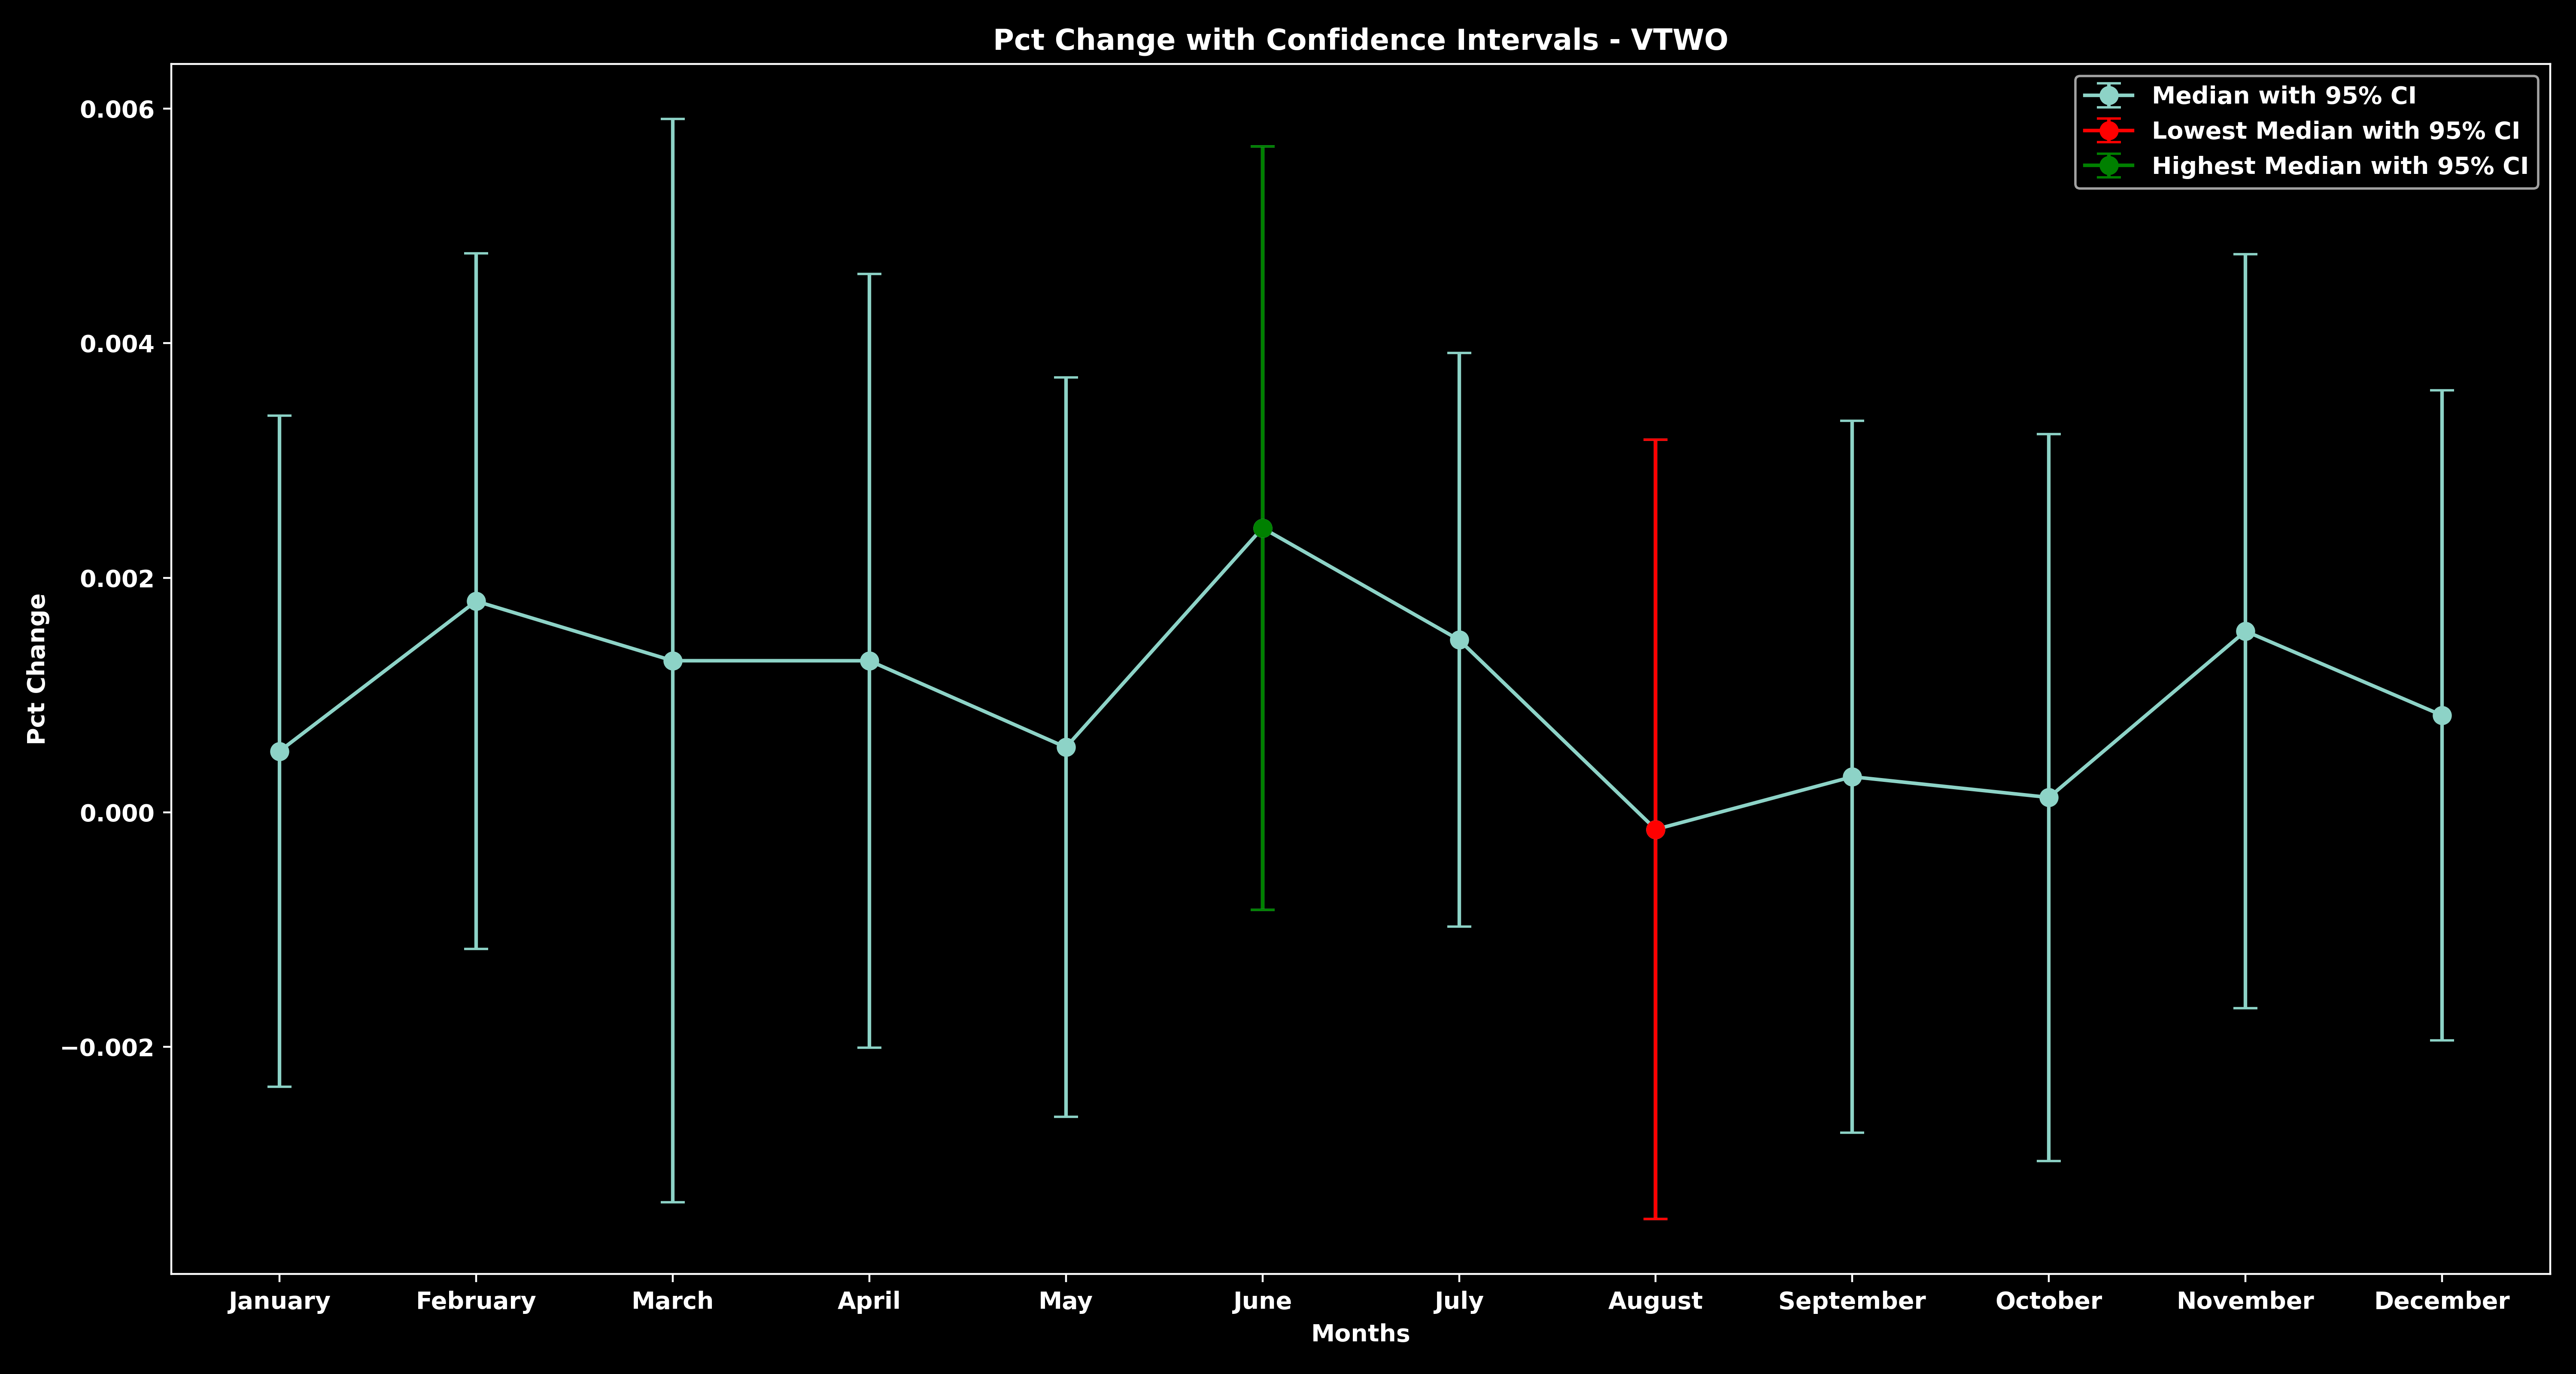 Pct Change with Confidence Intervals - VTWO
Median with 95% CI
Lowest Median with 95% CI
Highest Median with 95% CI
Pct Change
0.006
0.004
0.002
0.000
−0.002
January February March April May June July August September October November December
Months